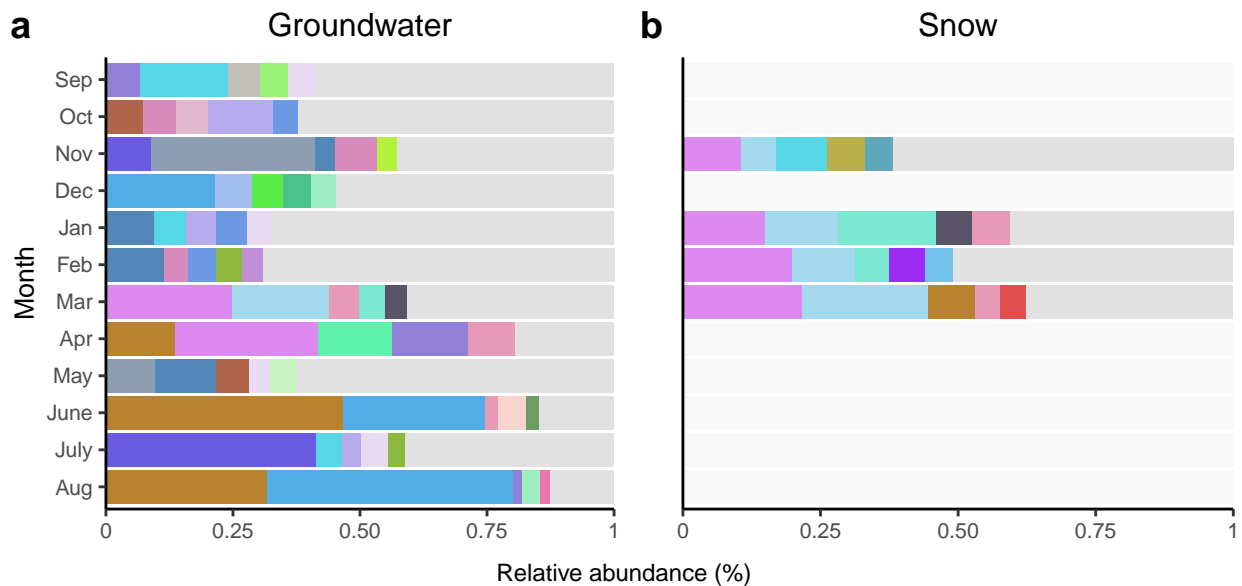 a Groundwater b Snow
Month
Sep
Oct
Nov
Dec
Jan
Feb
Mar
Apr
May
June
July
Aug
0 0.25 0.50 0.75 1 0 0.25 0.50 0.75 1
Relative abundance (%)